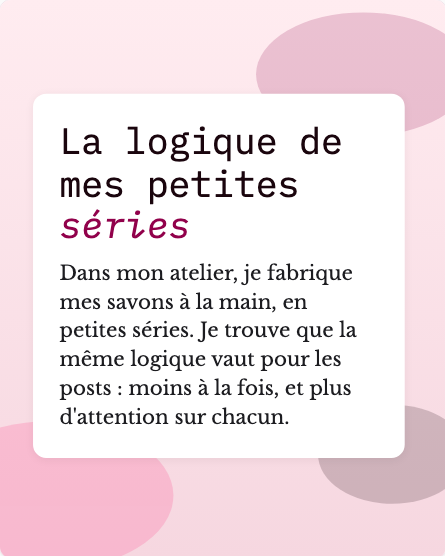 La logique de
mes petites
séries
Dans mon atelier, je fabrique
mes savons à la main, en
petites séries. Je trouve que la
même logique vaut pour les
posts : moins à la fois, et plus
d'attention sur chacun.